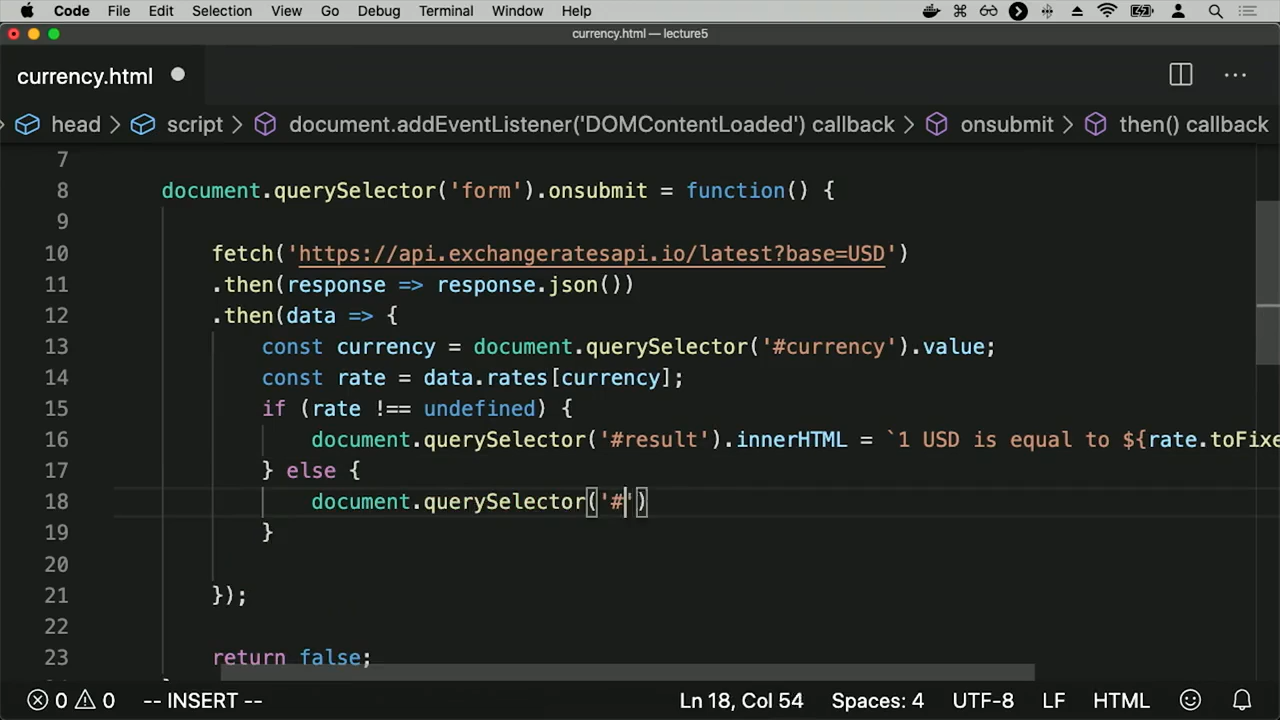 Code File Edit Selection View Go Debug Terminal Window Help
currency.html — lecture5
currency.html
head > script > document.addEventListener('DOMContentLoaded') callback > onsubmit > then() callback
7
8 document.querySelector('form').onsubmit = function() {
9
10 fetch('https://api.exchangeratesapi.io/latest?base=USD')
11 .then(response => response.json())
12 .then(data => {
13 const currency = document.querySelector('#currency').value;
14 const rate = data.rates[currency];
15 if (rate !== undefined) {
16 document.querySelector('#result').innerHTML = `1 USD is equal to ${rate.toFixe
17 } else {
18 document.querySelector('#')
19 }
20
21 });
22
23 return false;
0 0 -- INSERT -- Ln 18, Col 54 Spaces: 4 UTF-8 LF HTML